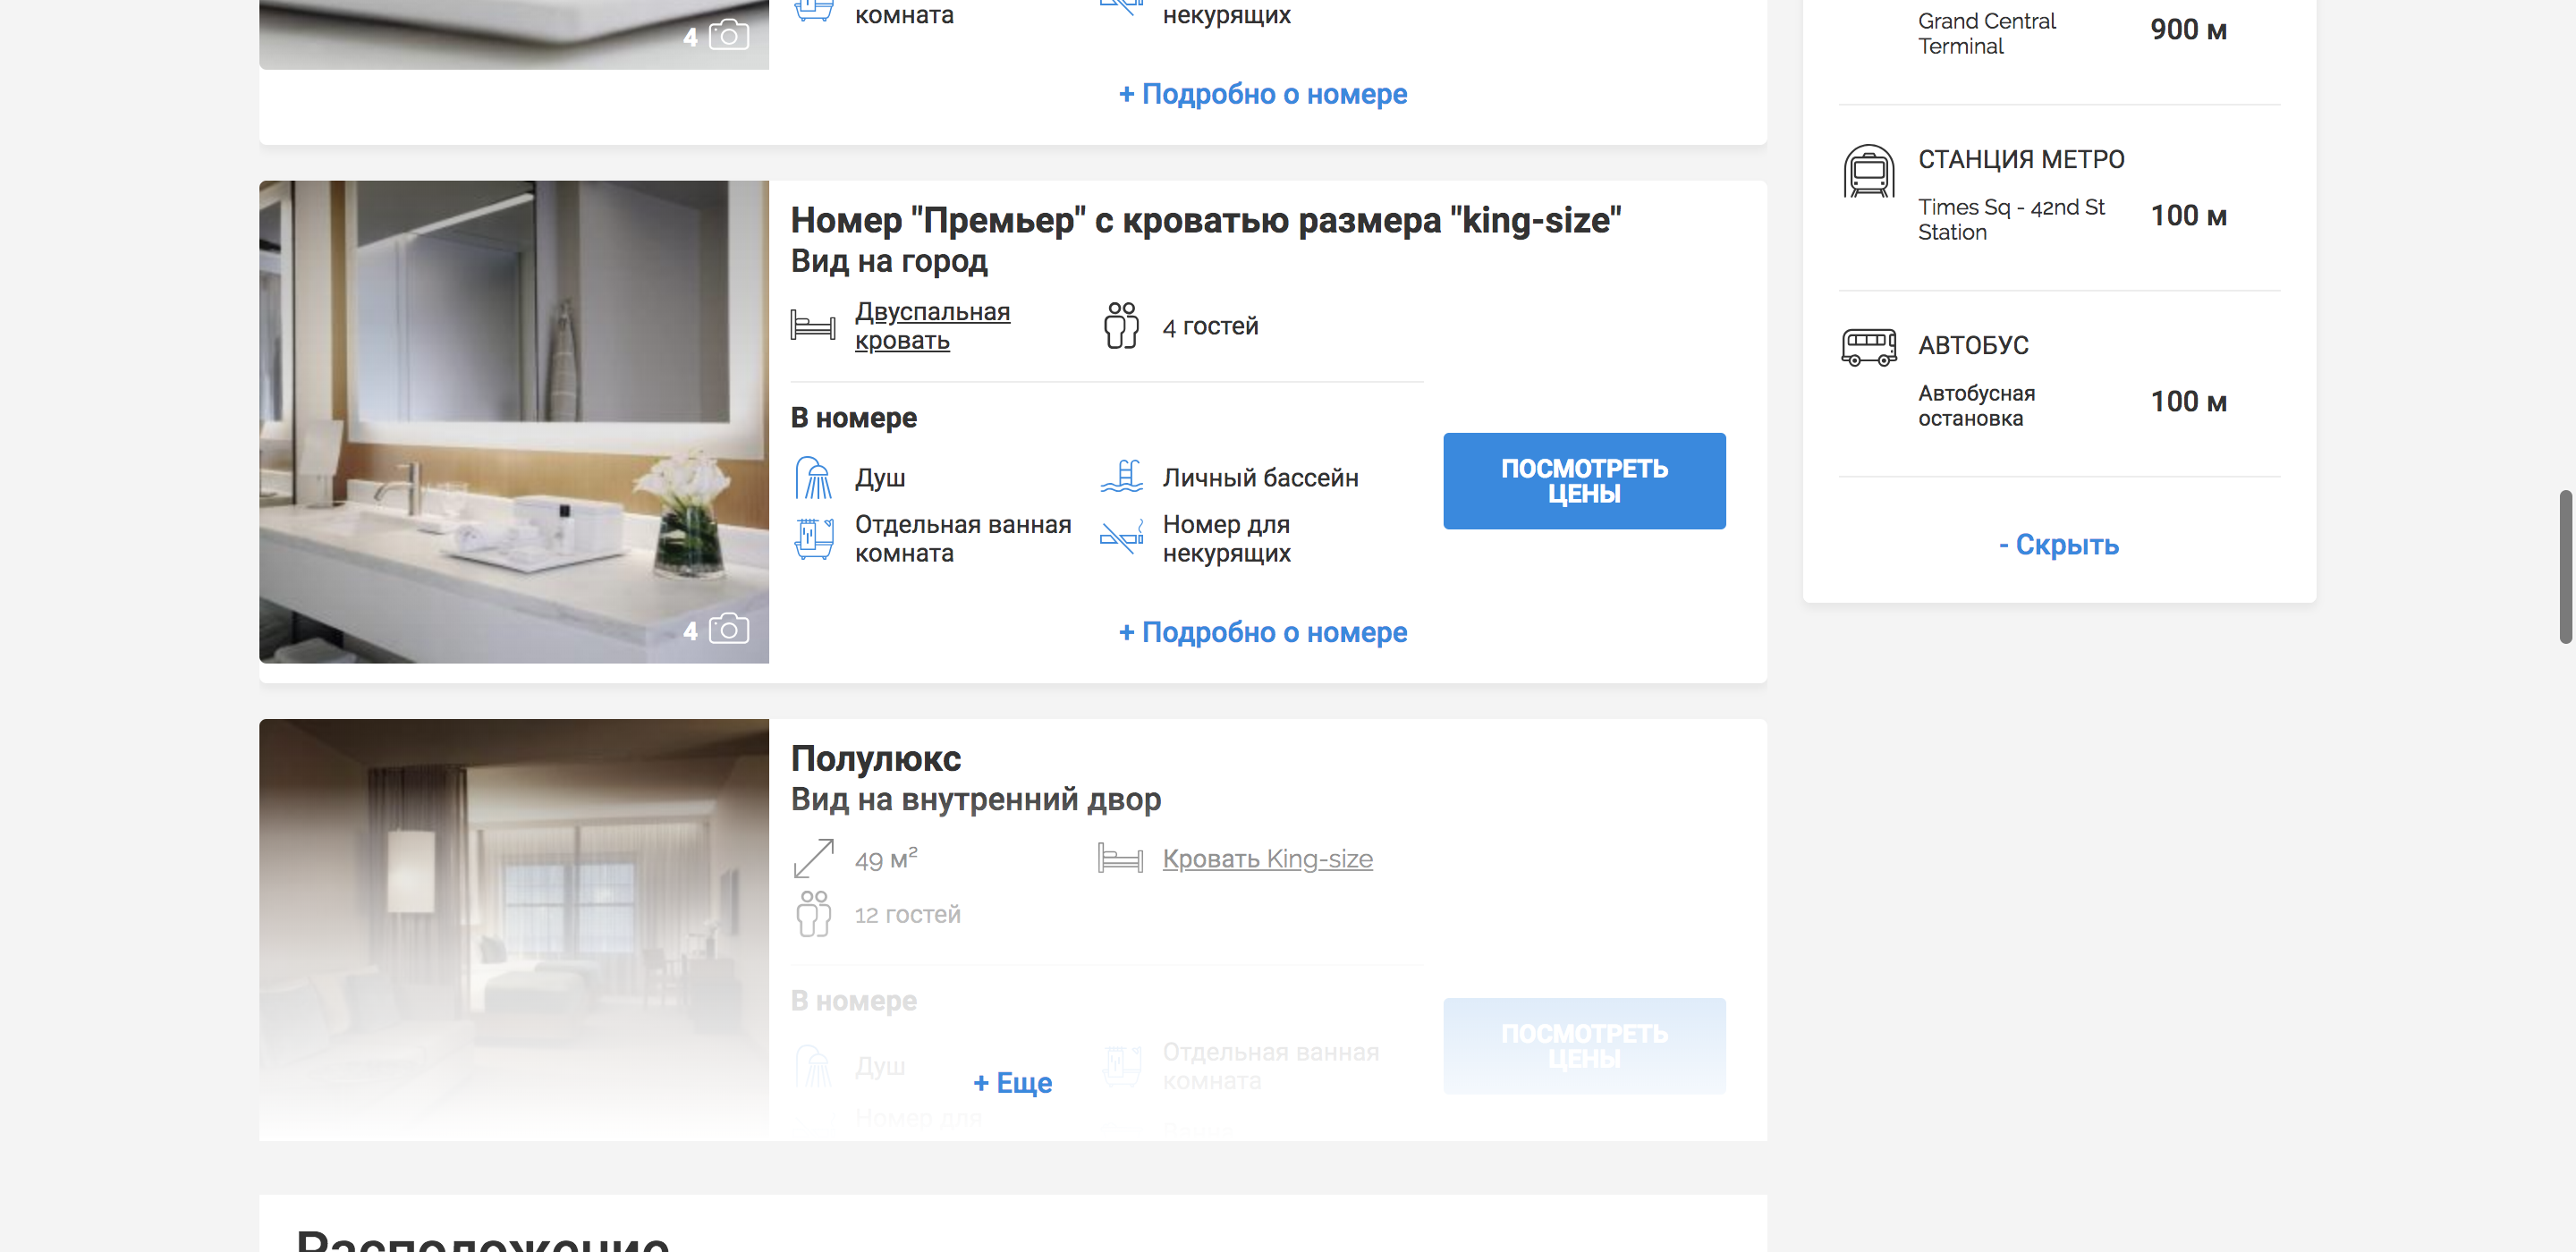 комната
некурящих
4
+ Подробно о номере
Номер "Премьер" с кроватью размера "king-size"
Вид на город
Двуспальная
кровать
4 гостей
В номере
Душ
Личный бассейн
Отдельная ванная
комната
Номер для
некурящих
ПОСМОТРЕТЬ
ЦЕНЫ
4
+ Подробно о номере
Полулюкс
Вид на внутренний двор
49 м²
Кровать King-size
12 гостей
В номере
Душ
Отдельная ванная
комната
Номер для
ПОСМОТРЕТЬ
ЦЕНЫ
+ Еще
Расположение
Grand Central
Terminal
900 м
СТАНЦИЯ МЕТРО
Times Sq - 42nd St
Station
100 м
АВТОБУС
Автобусная
остановка
100 м
- Скрыть